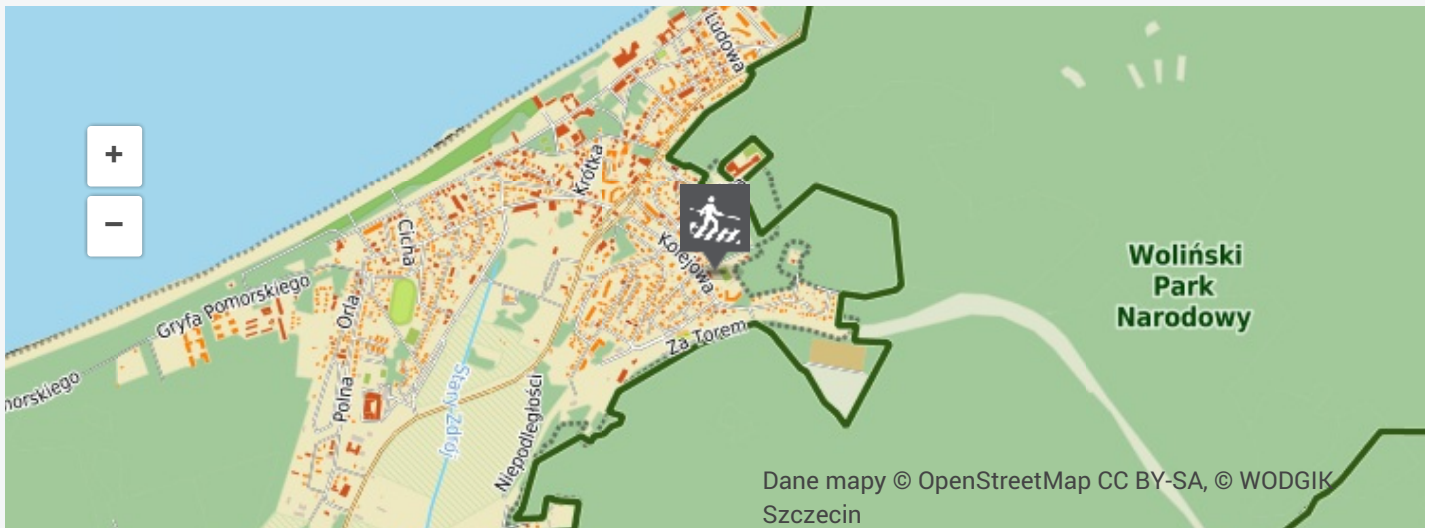 Ludowa
+
Krótka
−
Cicha
Kolejowa
Woliński
Park
Narodowy
Gryfa Pomorskiego
Orla
Za Torem
morskiego
Polna
Stary Zdrój
Niepodległości
Dane mapy © OpenStreetMap CC BY-SA, © WODGIK
Szczecin